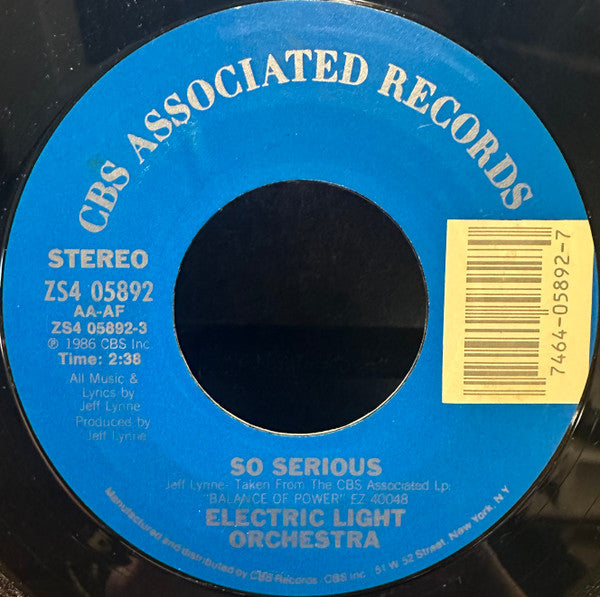 CBS ASSOCIATED RECORDS
STEREO
ZS4 05892
AA-AF
ZS4 05892-3
℗ 1986 CBS Inc.
Time: 2:38
All Music &
Lyrics by
Jeff Lynne
Produced by
Jeff Lynne
7464-05892-7
SO SERIOUS
Jeff Lynne- Taken From The CBS Associated Lp:
"BALANCE OF POWER" EZ 40048
ELECTRIC LIGHT
ORCHESTRA
Manufactured and distributed by CBS Records · CBS Inc. 51 W 52 Street, New York, N.Y.